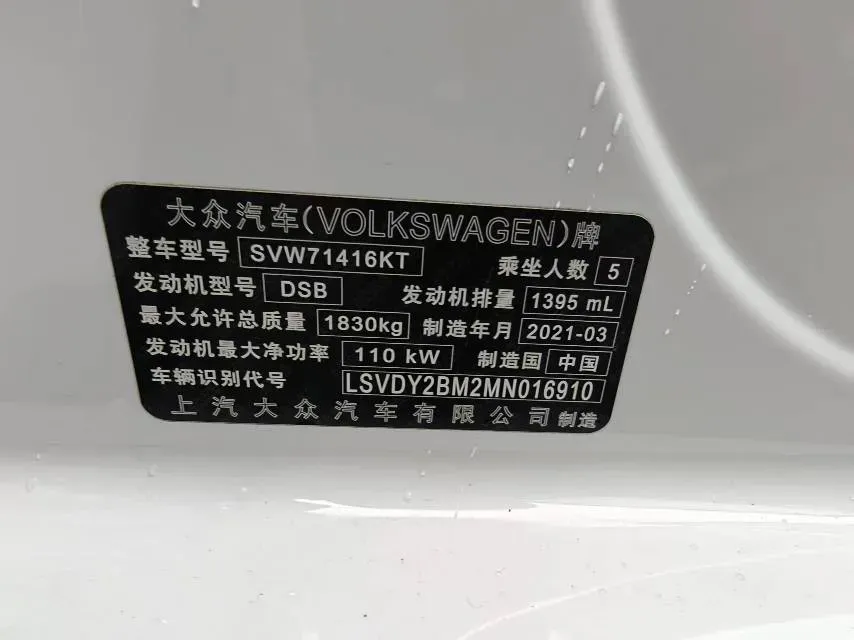 大众汽车(VOLKSWAGEN)牌
整车型号 SVW71416KT 乘坐人数 5
发动机型号 DSB 发动机排量 1395 mL
最大允许总质量 1830kg 制造年月 2021-03
发动机最大净功率 110 kW 制造国 中国
车辆识别代号 LSVDY2BM2MN016910
上汽大众汽车有限公司 制造